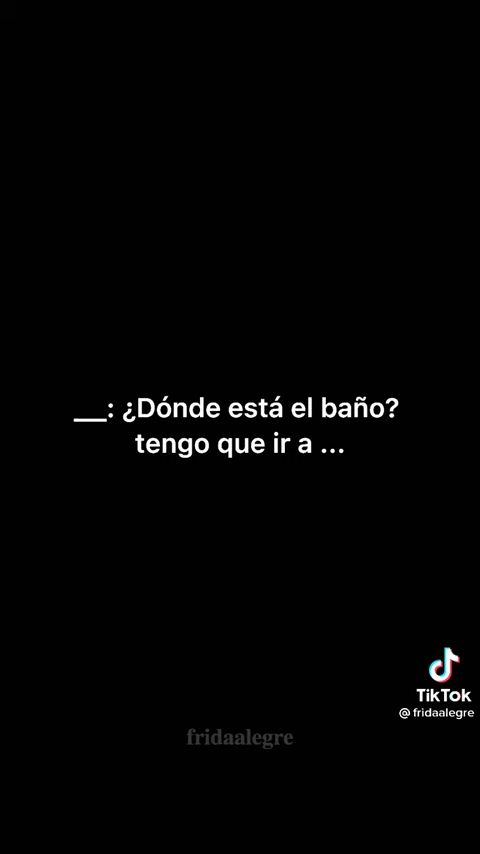 __: ¿Dónde está el baño?
tengo que ir a ...
TikTok
@ fridaalegre
fridaalegre